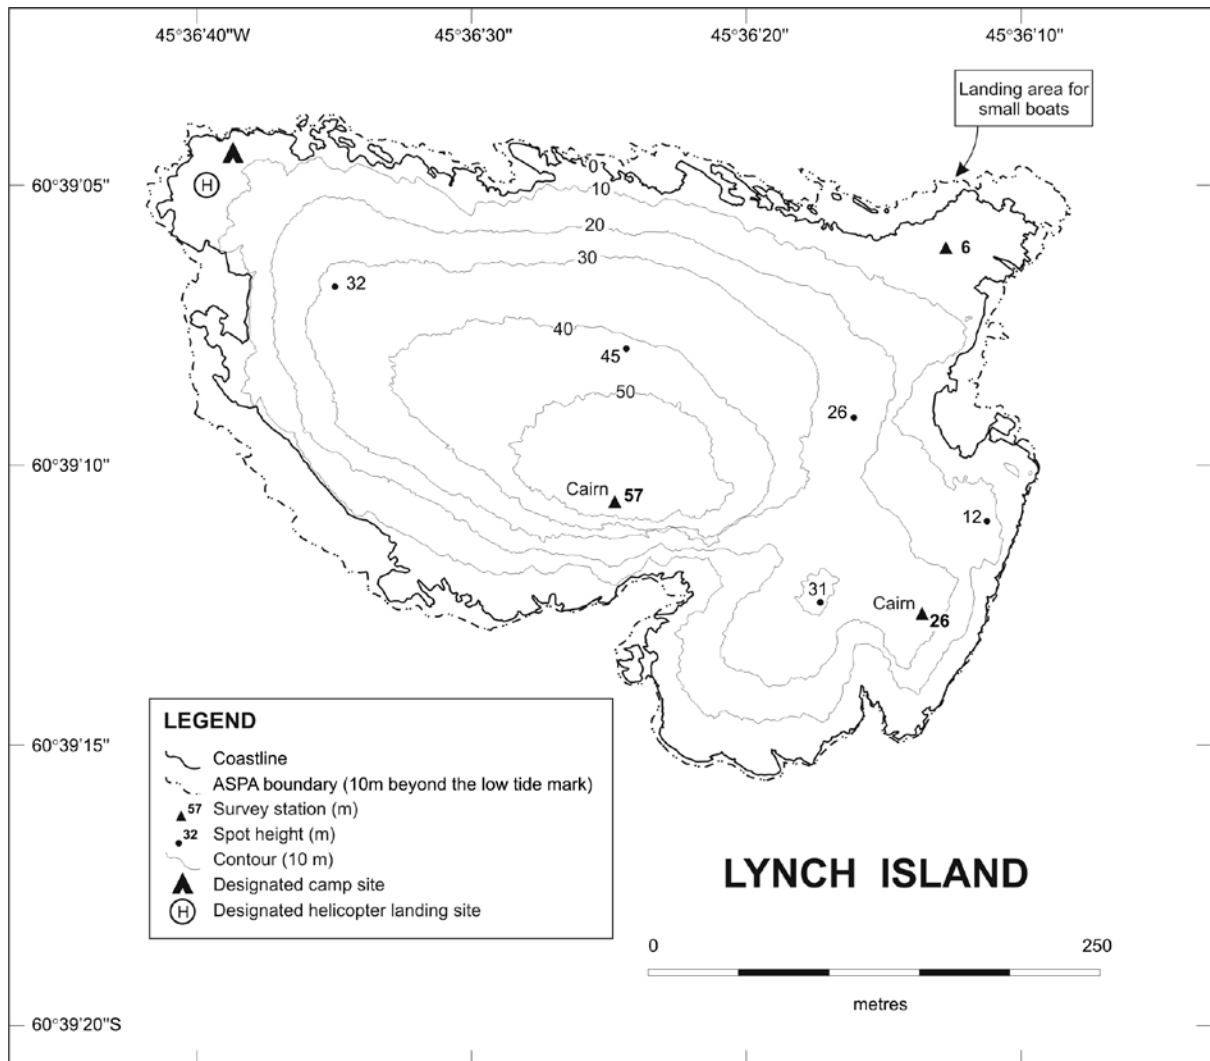 45°36'40"W
45°36'30"
45°36'20"
45°36'10"
Landing area for
small boats
60°39'05"
H
0
10
20
30
6
32
40
45
50
26
60°39'10"
Cairn 57
12
31
Cairn
26
LEGEND
Coastline
ASPA boundary (10m beyond the low tide mark)
57 Survey station (m)
32 Spot height (m)
Contour (10 m)
Designated camp site
H Designated helicopter landing site
60°39'15"
LYNCH ISLAND
0 250
metres
60°39'20"S